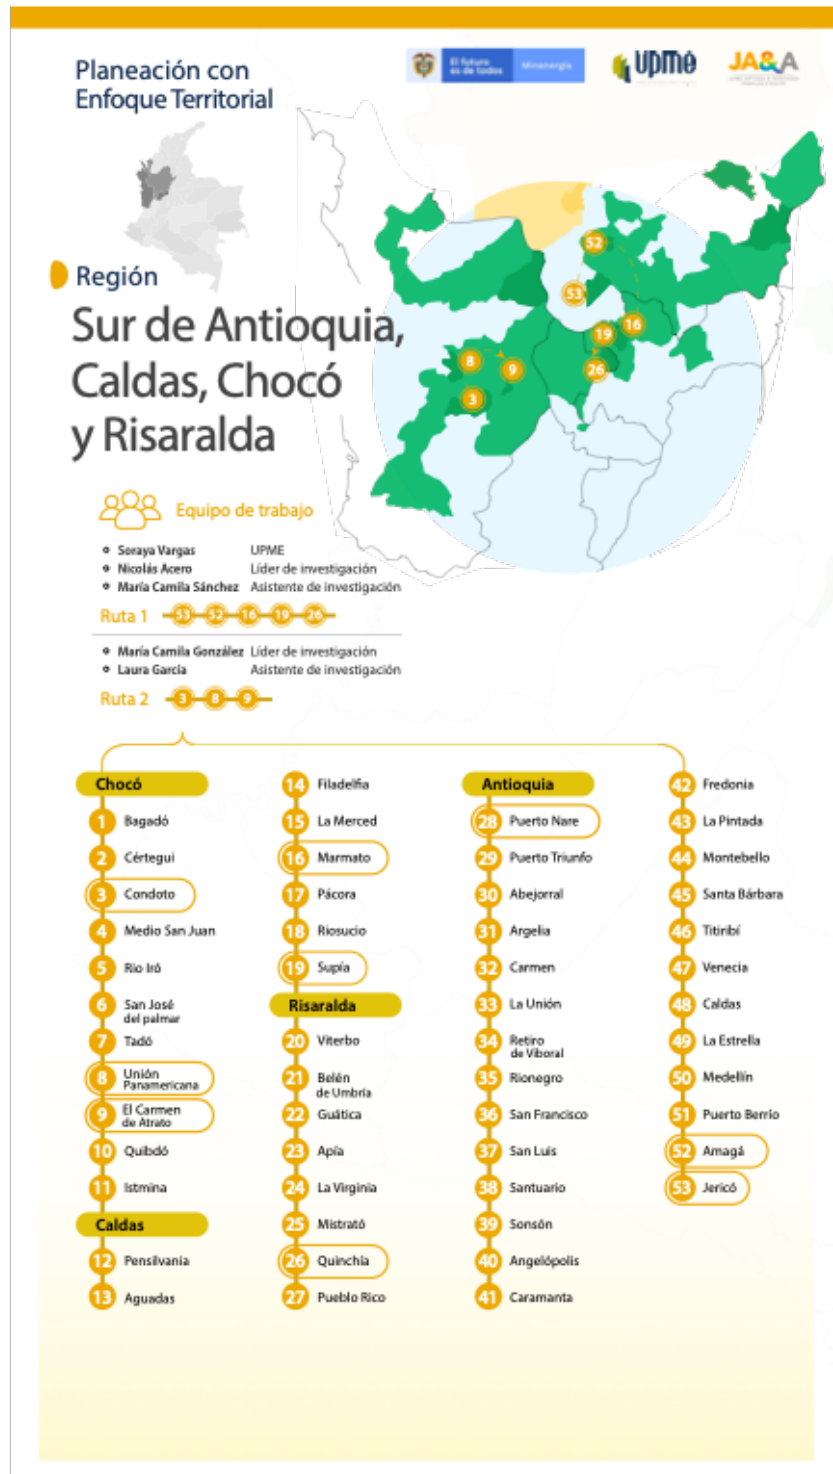 Planeación con
Enfoque Territorial
El futuro
es de todos
Minenergía
upme
JA&A
Región
Sur de Antioquia,
Caldas, Chocó
y Risaralda
52
53
19
16
8
9
26
3
Equipo de trabajo
Soraya Vargas UPME
Nicolás Acero Líder de investigación
María Camila Sánchez Asistente de investigación
Ruta 1 53 52 16 19 26
María Camila González Líder de investigación
Laura García Asistente de investigación
Ruta 2 3 8 9
Chocó
1 Bagadó
2 Cértegui
3 Condoto
4 Medio San Juan
5 Rio Iró
6 San José
del palmar
7 Tadó
8 Unión
Panamericana
9 El Carmen
de Atrato
10 Quibdó
11 Istmina
Caldas
12 Pensilvania
13 Aguadas
14 Filadelfia
15 La Merced
16 Marmato
17 Pácora
18 Riosucio
19 Supía
Risaralda
20 Viterbo
21 Belén
de Umbría
22 Guática
23 Apía
24 La Virginia
25 Mistrató
26 Quinchía
27 Pueblo Rico
Antioquia
28 Puerto Nare
29 Puerto Triunfo
30 Abejorral
31 Argelia
32 Carmen
33 La Unión
34 Retiro
de Viboral
35 Rionegro
36 San Francisco
37 San Luis
38 Santuario
39 Sonsón
40 Angelópolis
41 Caramanta
42 Fredonia
43 La Pintada
44 Montebello
45 Santa Bárbara
46 Titiribí
47 Venecia
48 Caldas
49 La Estrella
50 Medellín
51 Puerto Berrio
52 Amagá
53 Jericó